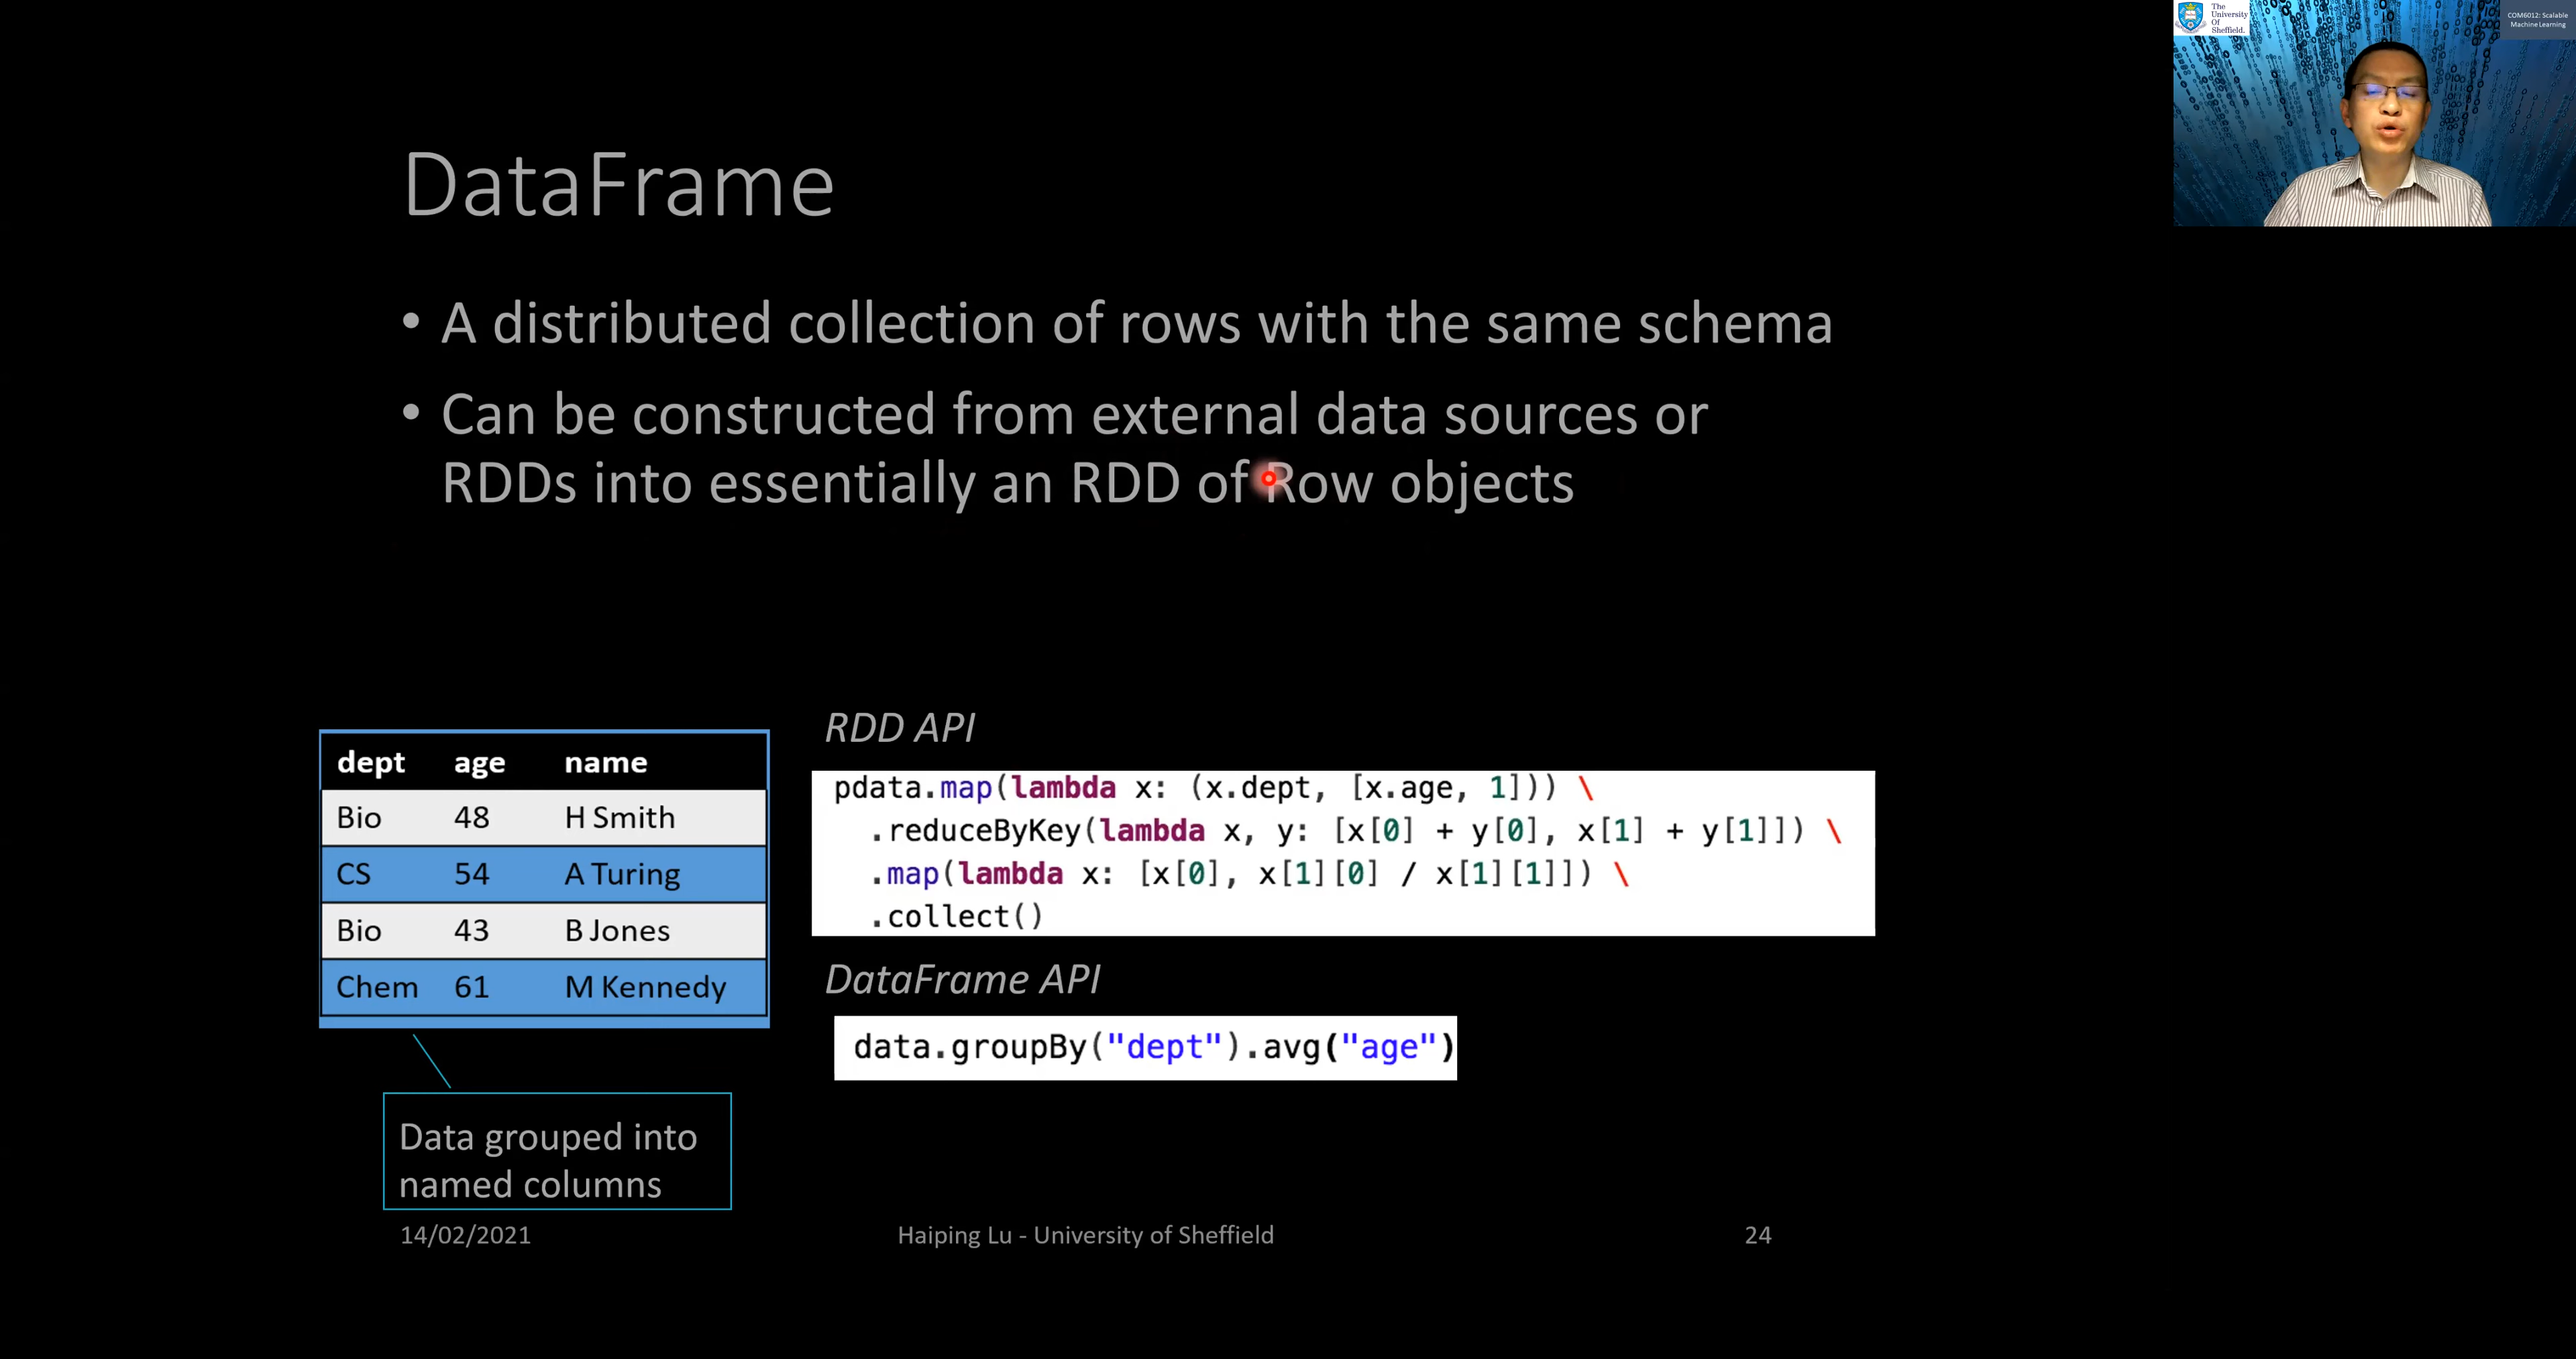 The
University
Of
Sheffield.
COM6012: Scalable
Machine Learning
DataFrame
• A distributed collection of rows with the same schema
• Can be constructed from external data sources or
RDDs into essentially an RDD of Row objects
dept age name
Bio 48 H Smith
CS 54 A Turing
Bio 43 B Jones
Chem 61 M Kennedy
Data grouped into
named columns
RDD API
pdata.map(lambda x: (x.dept, [x.age, 1])) \
.reduceByKey(lambda x, y: [x[0] + y[0], x[1] + y[1]]) \
.map(lambda x: [x[0], x[1][0] / x[1][1]]) \
.collect()
DataFrame API
data.groupBy("dept").avg("age")
14/02/2021
Haiping Lu - University of Sheffield
24